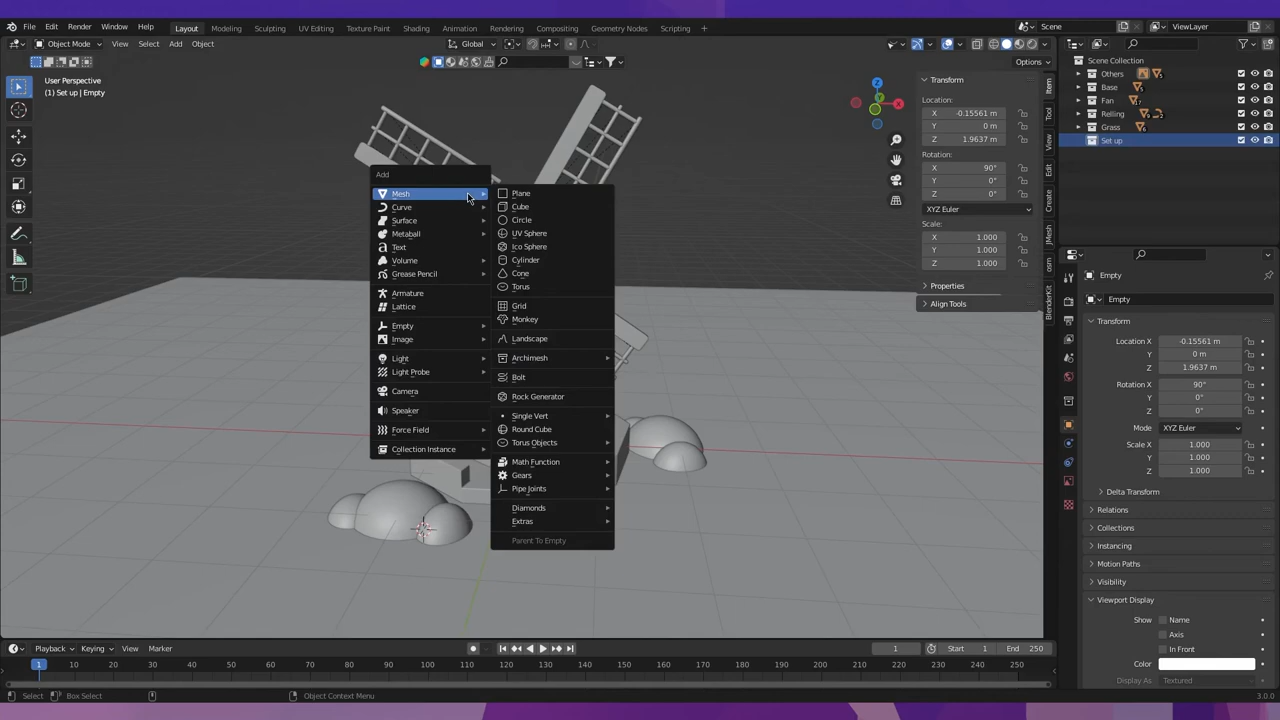 File Edit Render Window Help Layout Modeling Sculpting UV Editing Texture Paint Shading Animation Rendering Compositing Geometry Nodes Scripting + Scene ViewLayer
Object Mode View Select Add Object Global
Options
User Perspective
(1) Set up | Empty
Add
Mesh
Curve
Surface
Metaball
Text
Volume
Grease Pencil
Armature
Lattice
Empty
Image
Light
Light Probe
Camera
Speaker
Force Field
Collection Instance
Plane
Cube
Circle
UV Sphere
Ico Sphere
Cylinder
Cone
Torus
Grid
Monkey
Landscape
Archimesh
Bolt
Rock Generator
Single Vert
Round Cube
Torus Objects
Math Function
Gears
Pipe Joints
Diamonds
Extras
Parent To Empty
Z
Y
X
Transform
Location:
X -0.15561 m
Y 0 m
Z 1.9637 m
Rotation:
X 90°
Y 0°
Z 0°
XYZ Euler
Scale:
X 1.000
Y 1.000
Z 1.000
Properties
Align Tools
Item
Tool
View
Edit
Create
JMesh
osm
BlenderKit
Scene Collection
Others
Base
Fan
Relling
Grass
Set up
Empty
Empty
Transform
Location X -0.15561 m
Y 0 m
Z 1.9637 m
Rotation X 90°
Y 0°
Z 0°
Mode XYZ Euler
Scale X 1.000
Y 1.000
Z 1.000
Delta Transform
Relations
Collections
Instancing
Motion Paths
Visibility
Viewport Display
Show Name
Axis
In Front
Color
Display As Textured
Playback Keying View Marker 1 Start 1 End 250
1 10 20 30 40 50 60 70 80 90 100 110 120 130 140 150 160 170 180 190 200 210 220 230 240 250
Select Box Select Object Context Menu 3.0.0